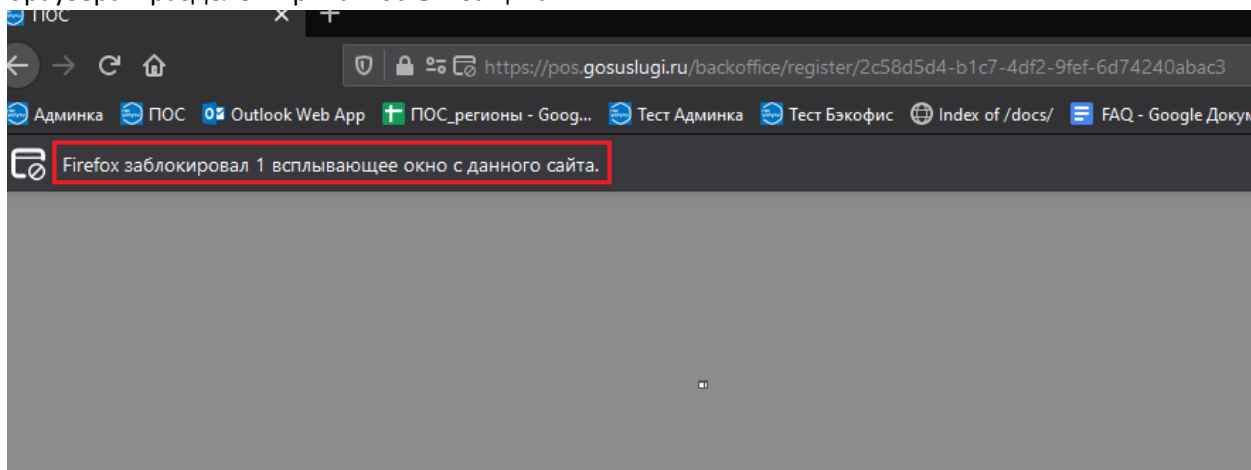 ПОС
https://pos.gosuslugi.ru/backoffice/register/2c58d5d4-b1c7-4df2-9fef-6d74240abac3
Админка ПОС Outlook Web App ПОС_регионы - Goog... Тест Админка Тест Бэкофис Index of /docs/ FAQ - Google Докум
Firefox заблокировал 1 всплывающее окно с данного сайта.